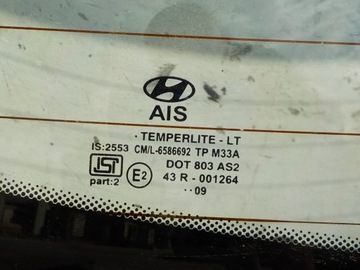 AIS
· TEMPERLITE - LT
IS:2553 CM/L-6586692 TP M33A
ISI DOT 803 AS2
part:2 E2 43 R - 001264
··09